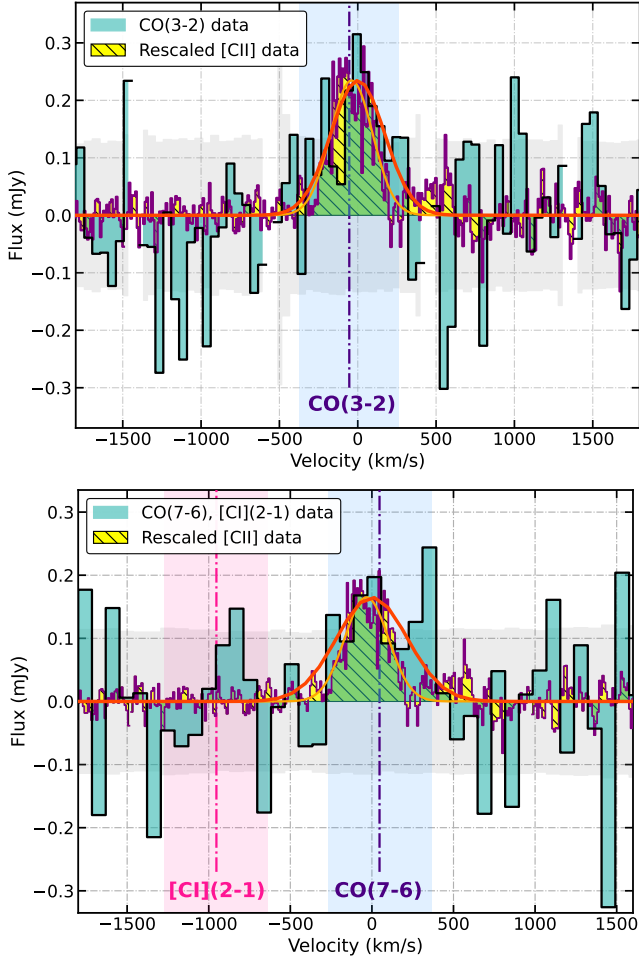 CO(3-2) data
Rescaled [CII] data
0.3
0.2
0.1
0.0
−0.1
−0.2
−0.3
Flux (mJy)
CO(3-2)
−1500 −1000 −500 0 500 1000 1500
Velocity (km/s)
CO(7-6), [CI](2-1) data
Rescaled [CII] data
0.3
0.2
0.1
0.0
−0.1
−0.2
−0.3
Flux (mJy)
[CI](2-1) CO(7-6)
−1500 −1000 −500 0 500 1000 1500
Velocity (km/s)